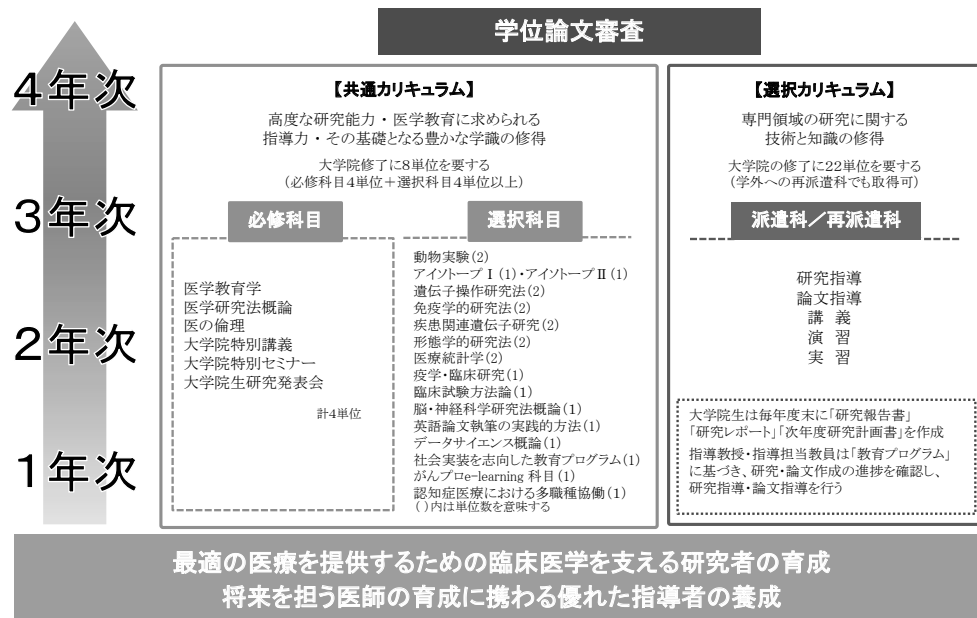 学位論文審査
4年次
3年次
2年次
1年次
【共通カリキュラム】
高度な研究能力・医学教育に求められる
指導力・その基礎となる豊かな学識の修得
大学院修了に8単位を要する
（必修科目4単位＋選択科目4単位以上）
必修科目
医学教育学
医学研究法概論
医の倫理
大学院特別講義
大学院特別セミナー
大学院生研究発表会
計4単位
選択科目
動物実験（2）
アイソトープⅠ（1）・アイソトープⅡ（1）
遺伝子操作研究法（2）
免疫学的研究法（2）
疾患関連遺伝子研究（2）
形態学的研究法（2）
医療統計学（2）
疫学・臨床研究（1）
臨床試験方法論（1）
脳・神経科学研究法概論（1）
英語論文執筆の実践的方法（1）
データサイエンス概論（1）
社会実装を志向した教育プログラム（1）
がんプロe-learning 科目（1）
認知症医療における多職種協働（1）
（ ）内は単位数を意味する
【選択カリキュラム】
専門領域の研究に関する
技術と知識の修得
大学院の修了に22単位を要する
（学外への再派遣科でも取得可）
派遣科／再派遣科
研究指導
論文指導
講　義
演　習
実　習
大学院生は毎年度末に「研究報告書」
「研究レポート」「次年度研究計画書」を作成
指導教授・指導担当教員は「教育プログラム」
に基づき、研究・論文作成の進捗を確認し、
研究指導・論文指導を行う
最適の医療を提供するための臨床医学を支える研究者の育成
将来を担う医師の育成に携わる優れた指導者の養成